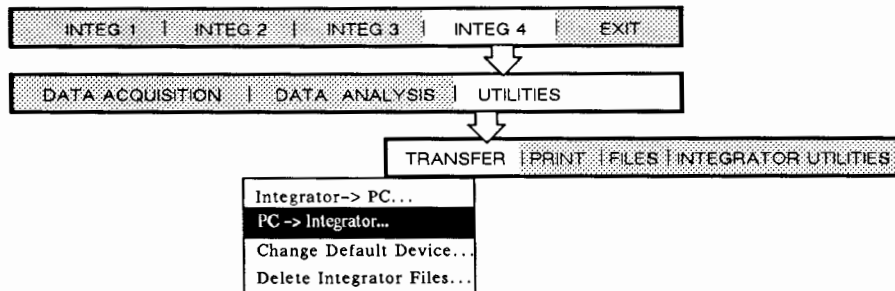 INTEG 1 | INTEG 2 | INTEG 3 | INTEG 4 | EXIT
DATA ACQUISITION | DATA ANALYSIS | UTILITIES
TRANSFER | PRINT | FILES | INTEGRATOR UTILITIES
Integrator-> PC...
PC -> Integrator...
Change Default Device...
Delete Integrator Files...